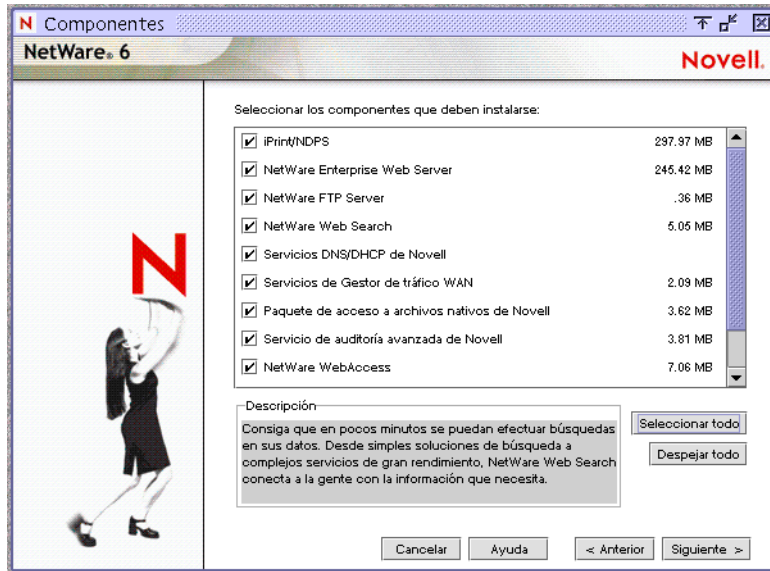 N Componentes
NetWare® 6
Novell.
Seleccionar los componentes que deben instalarse:
iPrint/NDPS 297.97 MB
NetWare Enterprise Web Server 245.42 MB
NetWare FTP Server .36 MB
NetWare Web Search 5.05 MB
Servicios DNS/DHCP de Novell
Servicios de Gestor de tráfico WAN 2.09 MB
Paquete de acceso a archivos nativos de Novell 3.62 MB
Servicio de auditoría avanzada de Novell 3.81 MB
NetWare WebAccess 7.06 MB
N
Descripción
Consiga que en pocos minutos se puedan efectuar búsquedas
en sus datos. Desde simples soluciones de búsqueda a
complejos servicios de gran rendimiento, NetWare Web Search
conecta a la gente con la información que necesita.
Seleccionar todo
Despejar todo
Cancelar Ayuda < Anterior Siguiente >